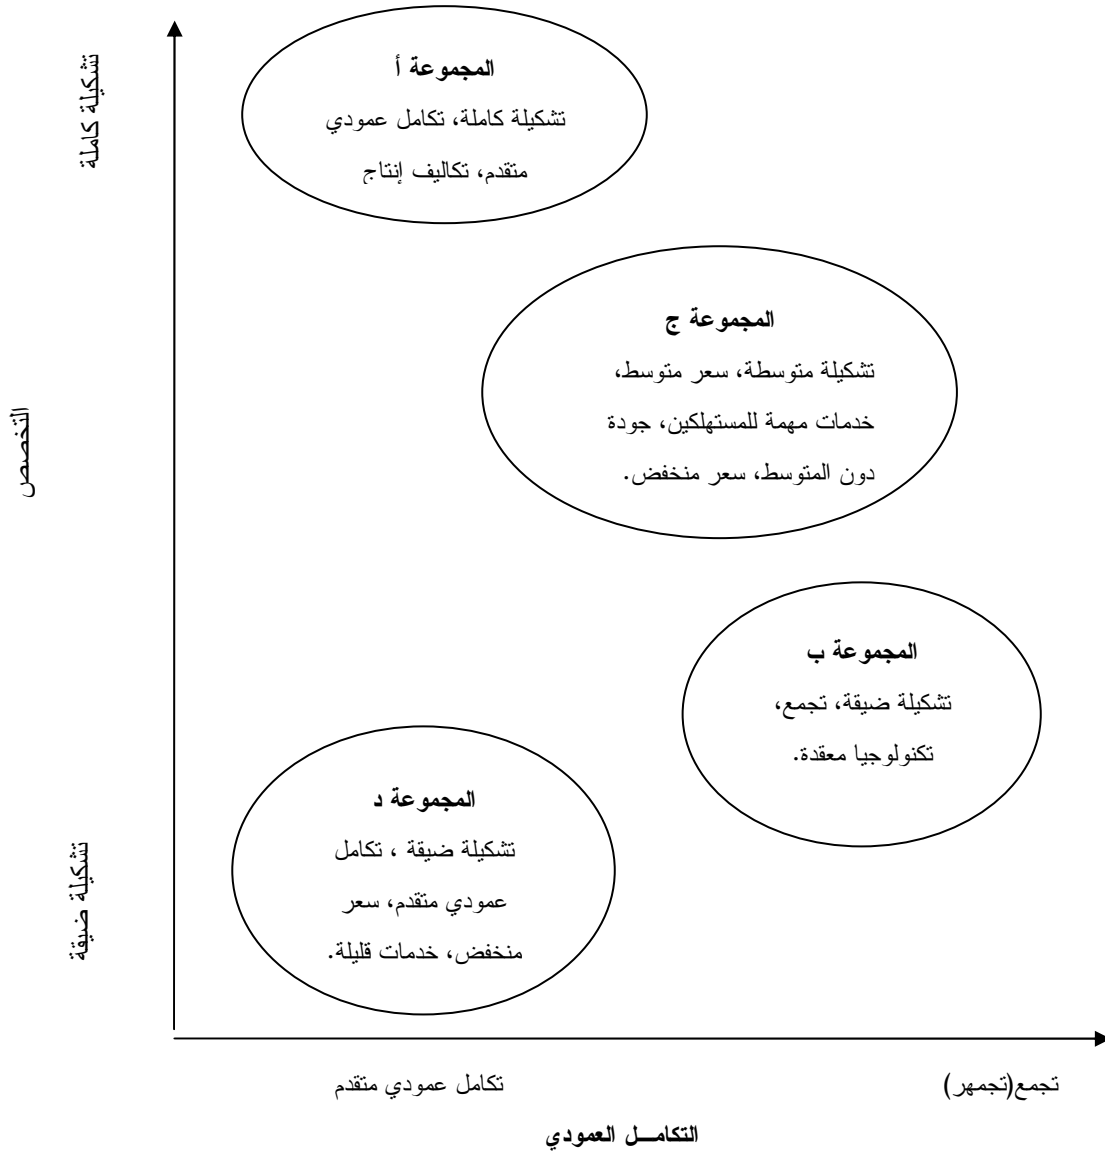 المجموعة أ
تشكيلة كاملة، تكامل عمودي
متقدم، تكاليف إنتاج
تشكيلة كاملة
المجموعة ج
تشكيلة متوسطة، سعر متوسط،
خدمات مهمة للمستهلكين، جودة
دون المتوسط، سعر منخفض.
التخصص
المجموعة ب
تشكيلة ضيقة، تجمع،
تكنولوجيا معقدة.
المجموعة د
تشكيلة ضيقة ، تكامل
عمودي متقدم، سعر
منخفض، خدمات قليلة.
تشكيلة ضيقة
تكامل عمودي متقدم
تجمع(تجمهر)
التكامــل العمودي